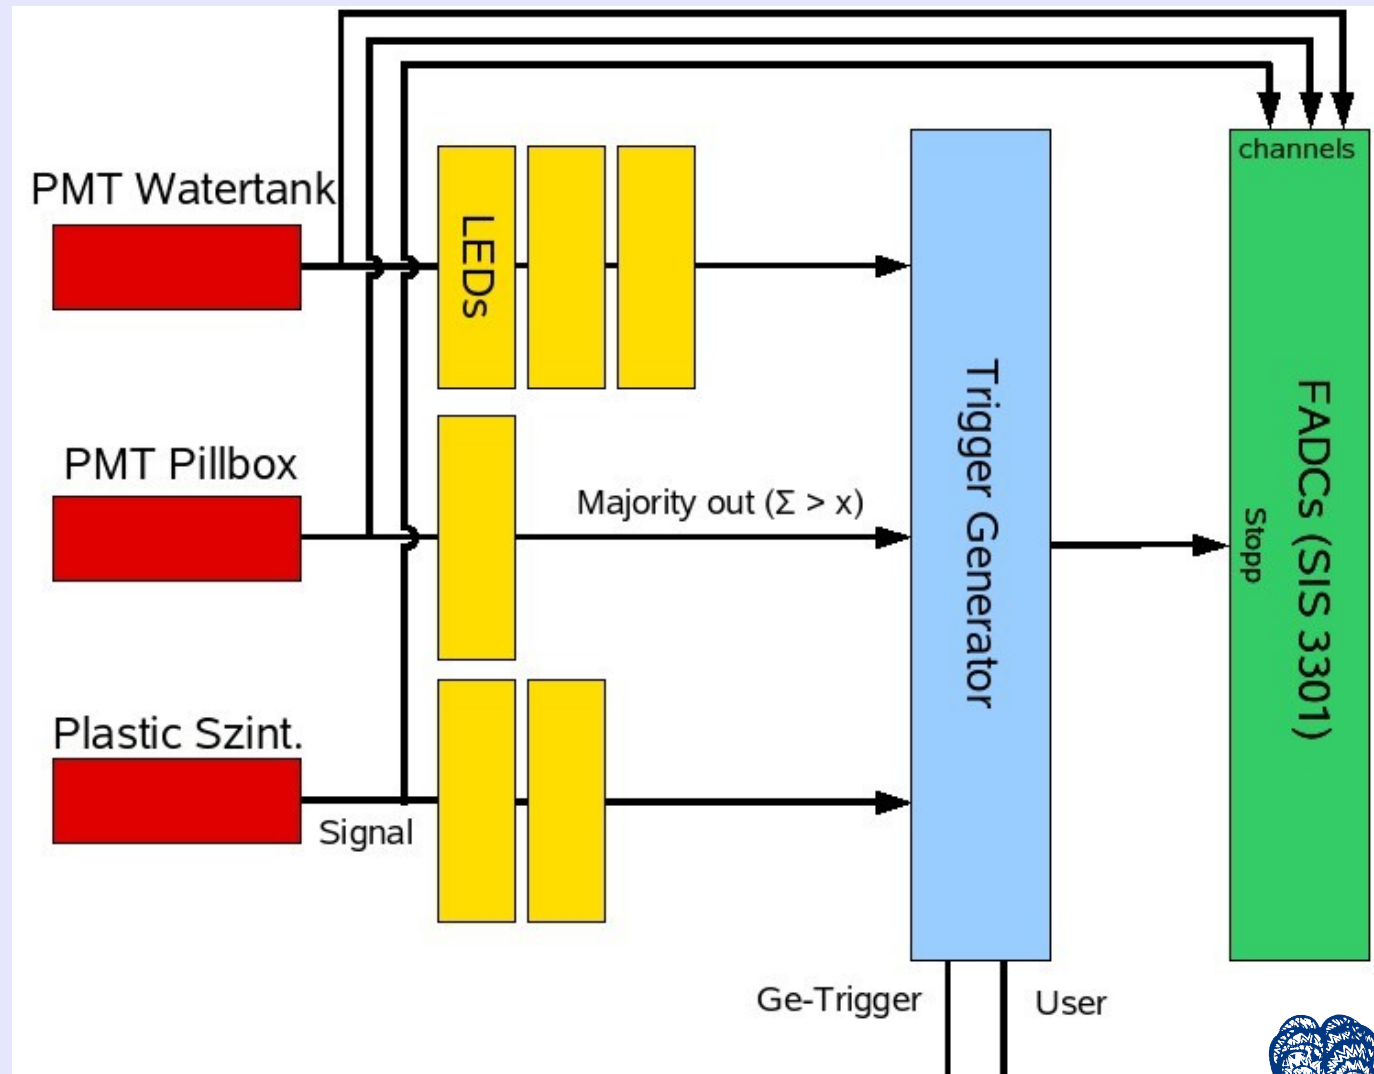 channels
PMT Watertank
LEDs
PMT Pillbox
Majority out (Σ > x)
Trigger Generator
Stopp
FADCs (SIS 3301)
Plastic Szint.
Signal
Ge-Trigger
User